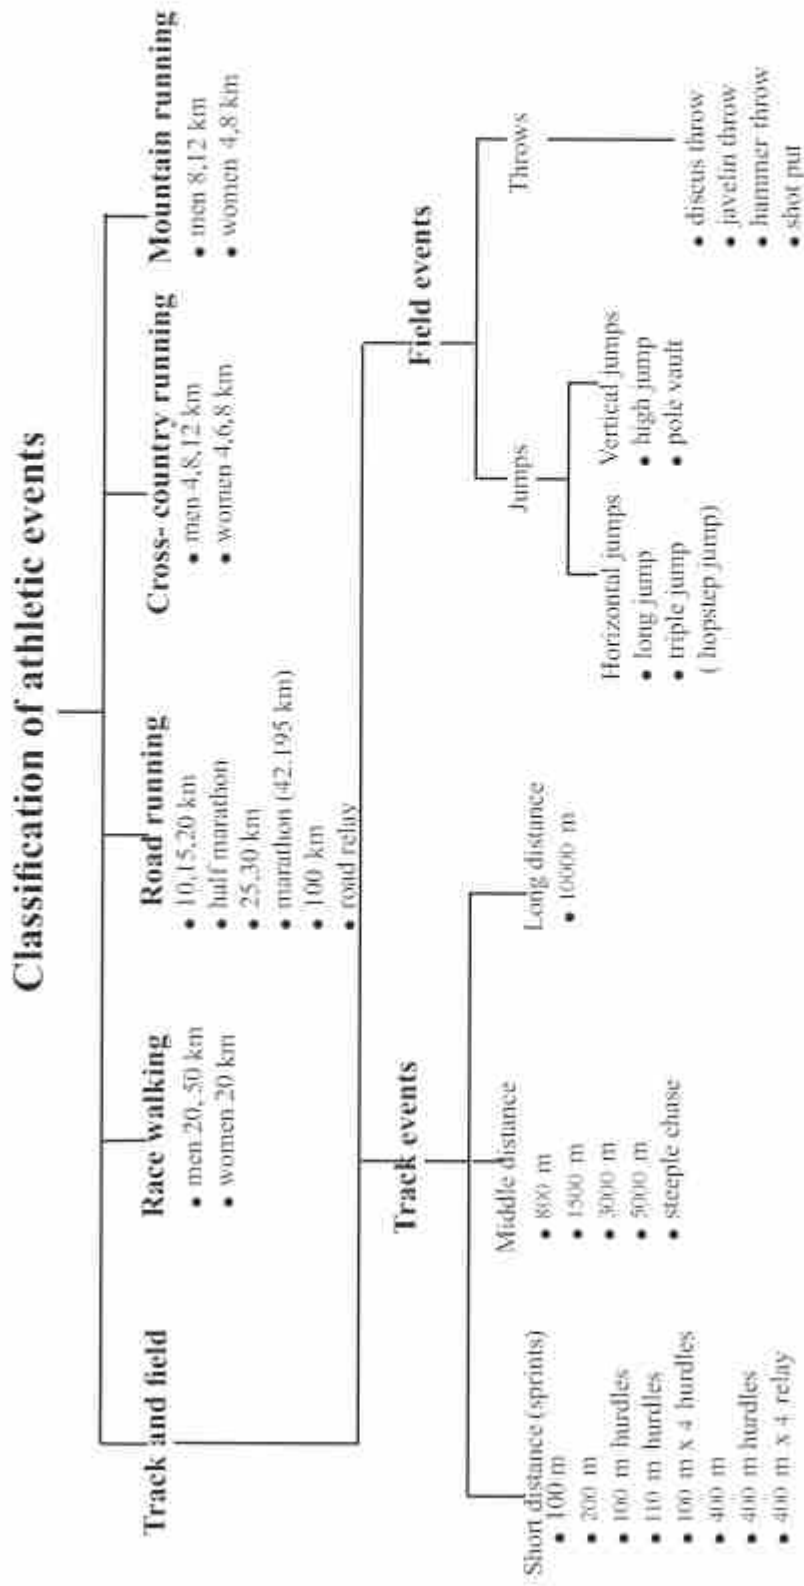 Classification of athletic events
Track and field
Race walking
• men 20, 50 km
• women 20 km
Road running
• 10,15,20 km
• half marathon
• 25,30 km
• marathon (42.195 km)
• 100 km
• road relay
Cross- country running
• men 4,8,12 km
• women 4,6,8 km
Mountain running
• men 8,12 km
• women 4,8 km
Track events
Short distance (sprints)
• 100 m
• 200 m
• 100 m hurdles
• 110 m hurdles
• 100 m x 4 hurdles
• 400 m
• 400 m hurdles
• 400 m x 4 relay
Middle distance
• 800 m
• 1500 m
• 3000 m
• 5000 m
• steeple chase
Long distance
• 10000 m
Field events
Jumps
Horizontal jumps
• long jump
• triple jump
( hopstep jump)
Vertical jumps
• high jump
• pole vault
Throws
• discus throw
• javelin throw
• hammer throw
• shot put